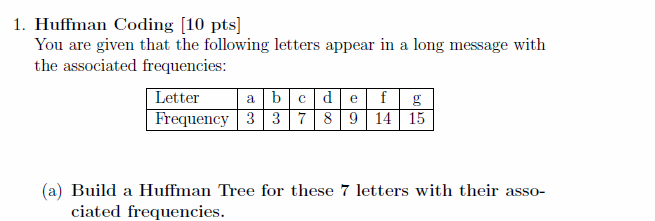 1. Huffman Coding [10 pts]
You are given that the following letters appear in a long message with
the associated frequencies:
Letter a b c d e f g
Frequency 3 3 7 8 9 14 15
(a) Build a Huffman Tree for these 7 letters with their asso-
ciated frequencies.